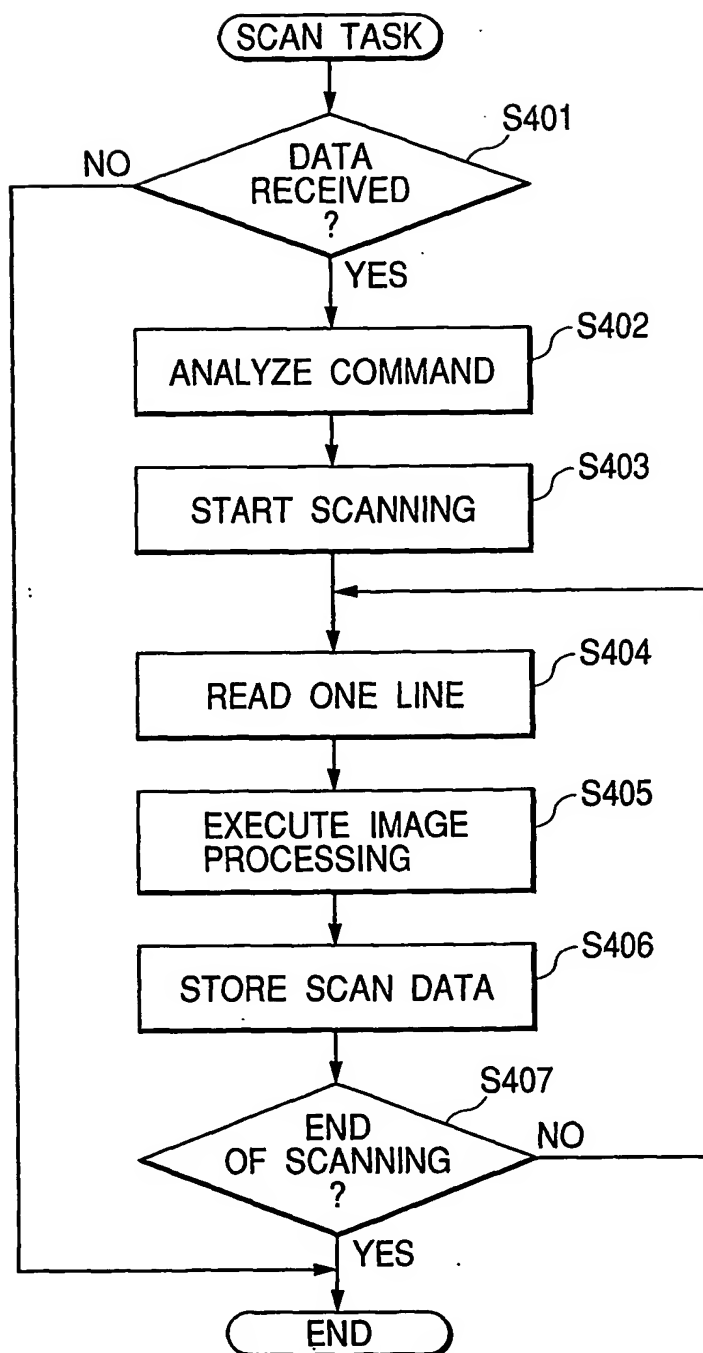 SCAN TASK
S401
NO
DATA
RECEIVED
?
YES
S402
ANALYZE COMMAND
S403
START SCANNING
S404
READ ONE LINE
S405
EXECUTE IMAGE
PROCESSING
S406
STORE SCAN DATA
S407
END
OF SCANNING
?
NO
YES
END